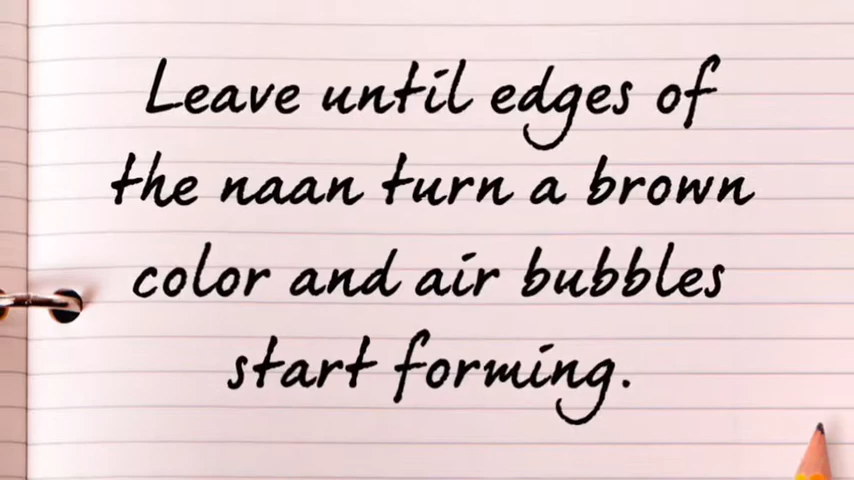 Leave until edges of
the naan turn a brown
color and air bubbles
start forming.